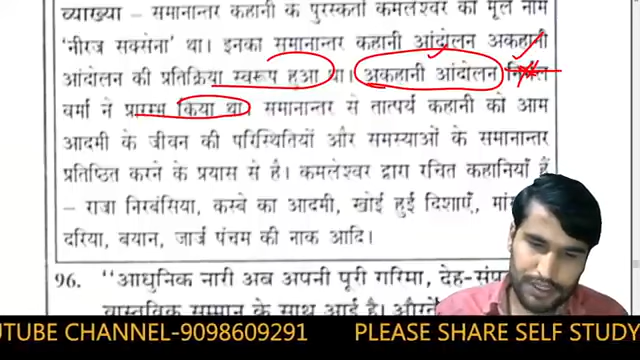 व्याख्या – समानान्तर कहानी के पुरस्कर्ता कमलेश्वर का मूल नाम
'नीरज सक्सेना' था। इनका समानान्तर कहानी आंदोलन अकहानी
आंदोलन की प्रतिक्रिया स्वरूप हुआ था। अकहानी आंदोलन
वर्मा ने प्रारम्भ किया था। समानान्तर से तात्पर्य कहानी को आम
आदमी के जीवन की परिस्थितियों और समस्याओं के समानान्तर
प्रतिष्ठित करने के प्रयास से है। कमलेश्वर द्वारा रचित कहानियाँ हैं
– राजा निरबंसिया, कस्बे का आदमी, खोई हुई दिशाएँ,
दरिया, बयान, जार्ज पंचम की नाक आदि।
96. "आधुनिक नारी अब अपनी पूरी गरिमा,
वास्तविक सम्मान के साथ आई है।
UTUBE CHANNEL-9098609291 PLEASE SHARE SELF STUDY